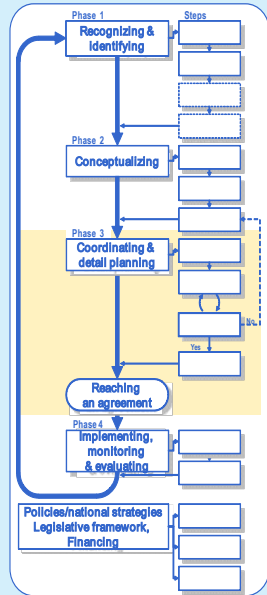 Phase 1
Steps
Recognizing &
identifying
Phase 2
Conceptualizing
Phase 3
Coordinating &
detail planning
No
Yes
Reaching
an agreement
Phase 4
Implementing,
monitoring
& evaluating
Policies/national strategies
Legislative framework,
Financing